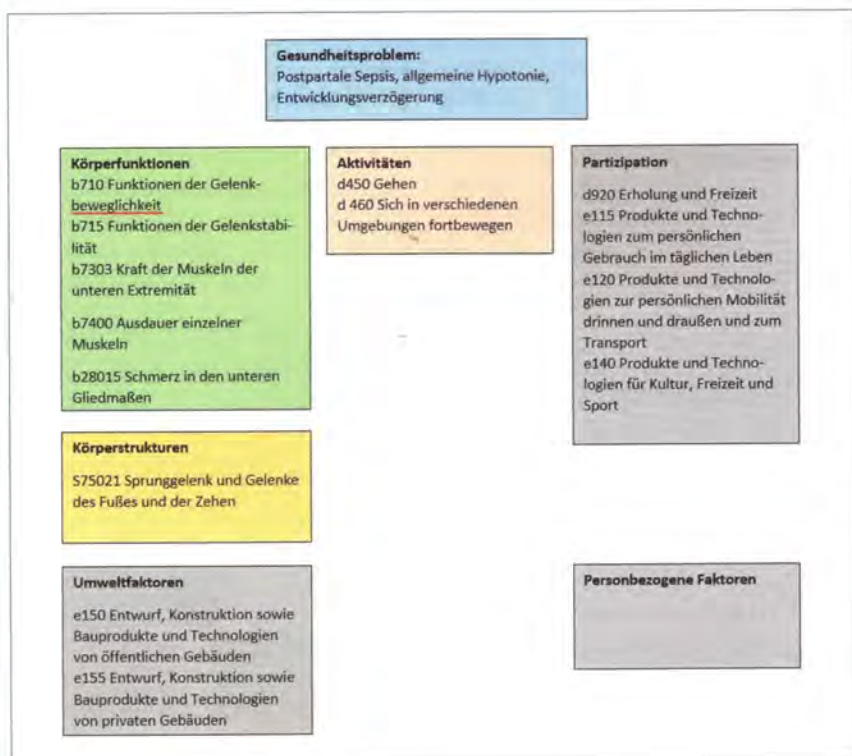 Gesundheitsproblem:
Postpartale Sepsis, allgemeine Hypotonie,
Entwicklungsverzögerung
Körperfunktionen
b710 Funktionen der Gelenk-
beweglichkeit
b715 Funktionen der Gelenkstabi-
lität
b7303 Kraft der Muskeln der
unteren Extremität
b7400 Ausdauer einzelner
Muskeln
b28015 Schmerz in den unteren
Gliedmaßen
Aktivitäten
d450 Gehen
d 460 Sich in verschiedenen
Umgebungen fortbewegen
Partizipation
d920 Erholung und Freizeit
e115 Produkte und Techno-
logien zum persönlichen
Gebrauch im täglichen Leben
e120 Produkte und Technolo-
gien zur persönlichen Mobilität
drinnen und draußen und zum
Transport
e140 Produkte und Techno-
logien für Kultur, Freizeit und
Sport
Körperstrukturen
S75021 Sprunggelenk und Gelenke
des Fußes und der Zehen
Umweltfaktoren
e150 Entwurf, Konstruktion sowie
Bauprodukte und Technologien
von öffentlichen Gebäuden
e155 Entwurf, Konstruktion sowie
Bauprodukte und Technologien
von privaten Gebäuden
Personbezogene Faktoren